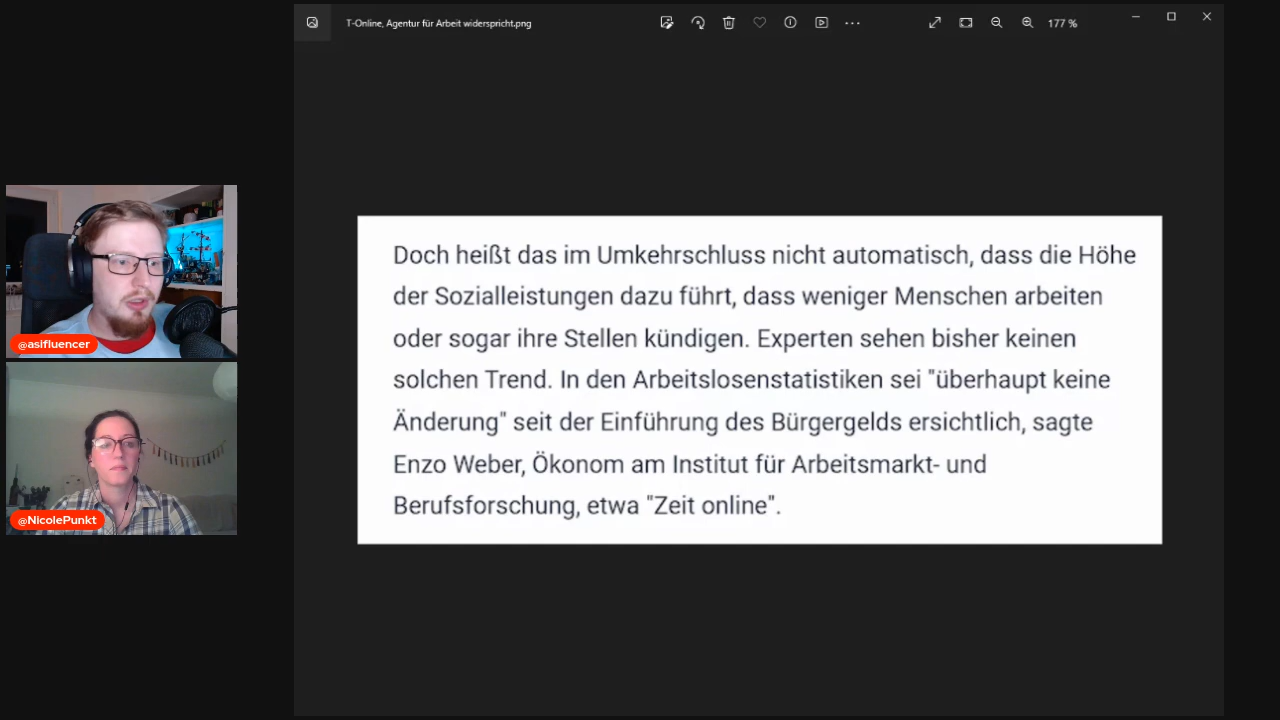 T-Online, Agentur für Arbeit widerspricht.png
177 %
Doch heißt das im Umkehrschluss nicht automatisch, dass die Höhe
der Sozialleistungen dazu führt, dass weniger Menschen arbeiten
oder sogar ihre Stellen kündigen. Experten sehen bisher keinen
solchen Trend. In den Arbeitslosenstatistiken sei "überhaupt keine
Änderung" seit der Einführung des Bürgergelds ersichtlich, sagte
Enzo Weber, Ökonom am Institut für Arbeitsmarkt- und
Berufsforschung, etwa "Zeit online".
@asifluencer
@NicolePunkt